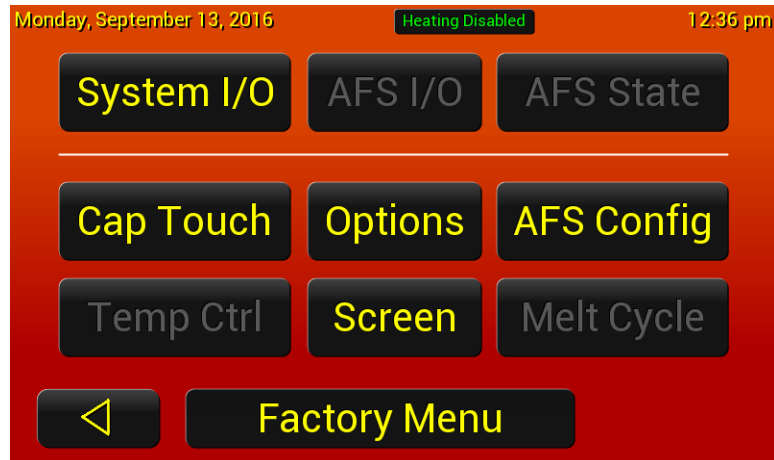 Monday, September 13, 2016 Heating Disabled 12:36 pm
System I/O AFS I/O AFS State
Cap Touch Options AFS Config
Temp Ctrl Screen Melt Cycle
Factory Menu